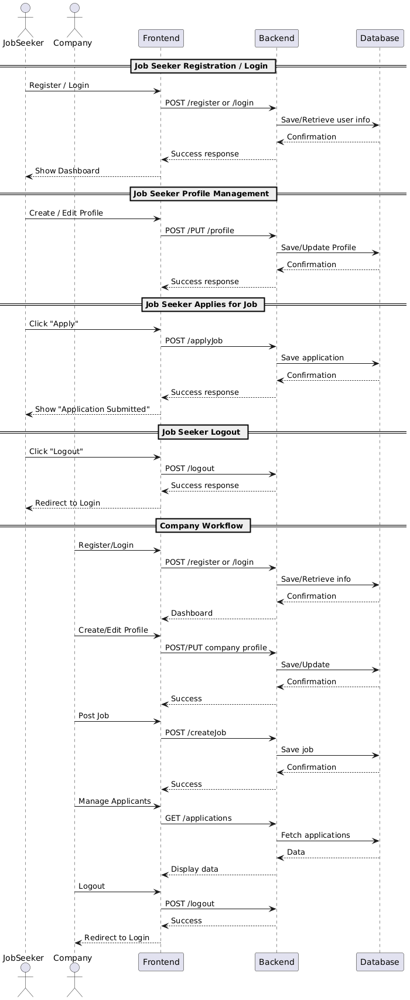 JobSeeker Company Frontend Backend Database
Job Seeker Registration / Login
Register / Login
POST /register or /login
Save/Retrieve user info
Confirmation
Success response
Show Dashboard
Job Seeker Profile Management
Create / Edit Profile
POST /PUT /profile
Save/Update Profile
Confirmation
Success response
Job Seeker Applies for Job
Click "Apply"
POST /applyJob
Save application
Confirmation
Success response
Show "Application Submitted"
Job Seeker Logout
Click "Logout"
POST /logout
Success response
Redirect to Login
Company Workflow
Register/Login
POST /register or /login
Save/Retrieve info
Confirmation
Dashboard
Create/Edit Profile
POST/PUT company profile
Save/Update
Confirmation
Success
Post Job
POST /createJob
Save job
Confirmation
Success
Manage Applicants
GET /applications
Fetch applications
Data
Display data
Logout
POST /logout
Success
Redirect to Login
JobSeeker Company Frontend Backend Database